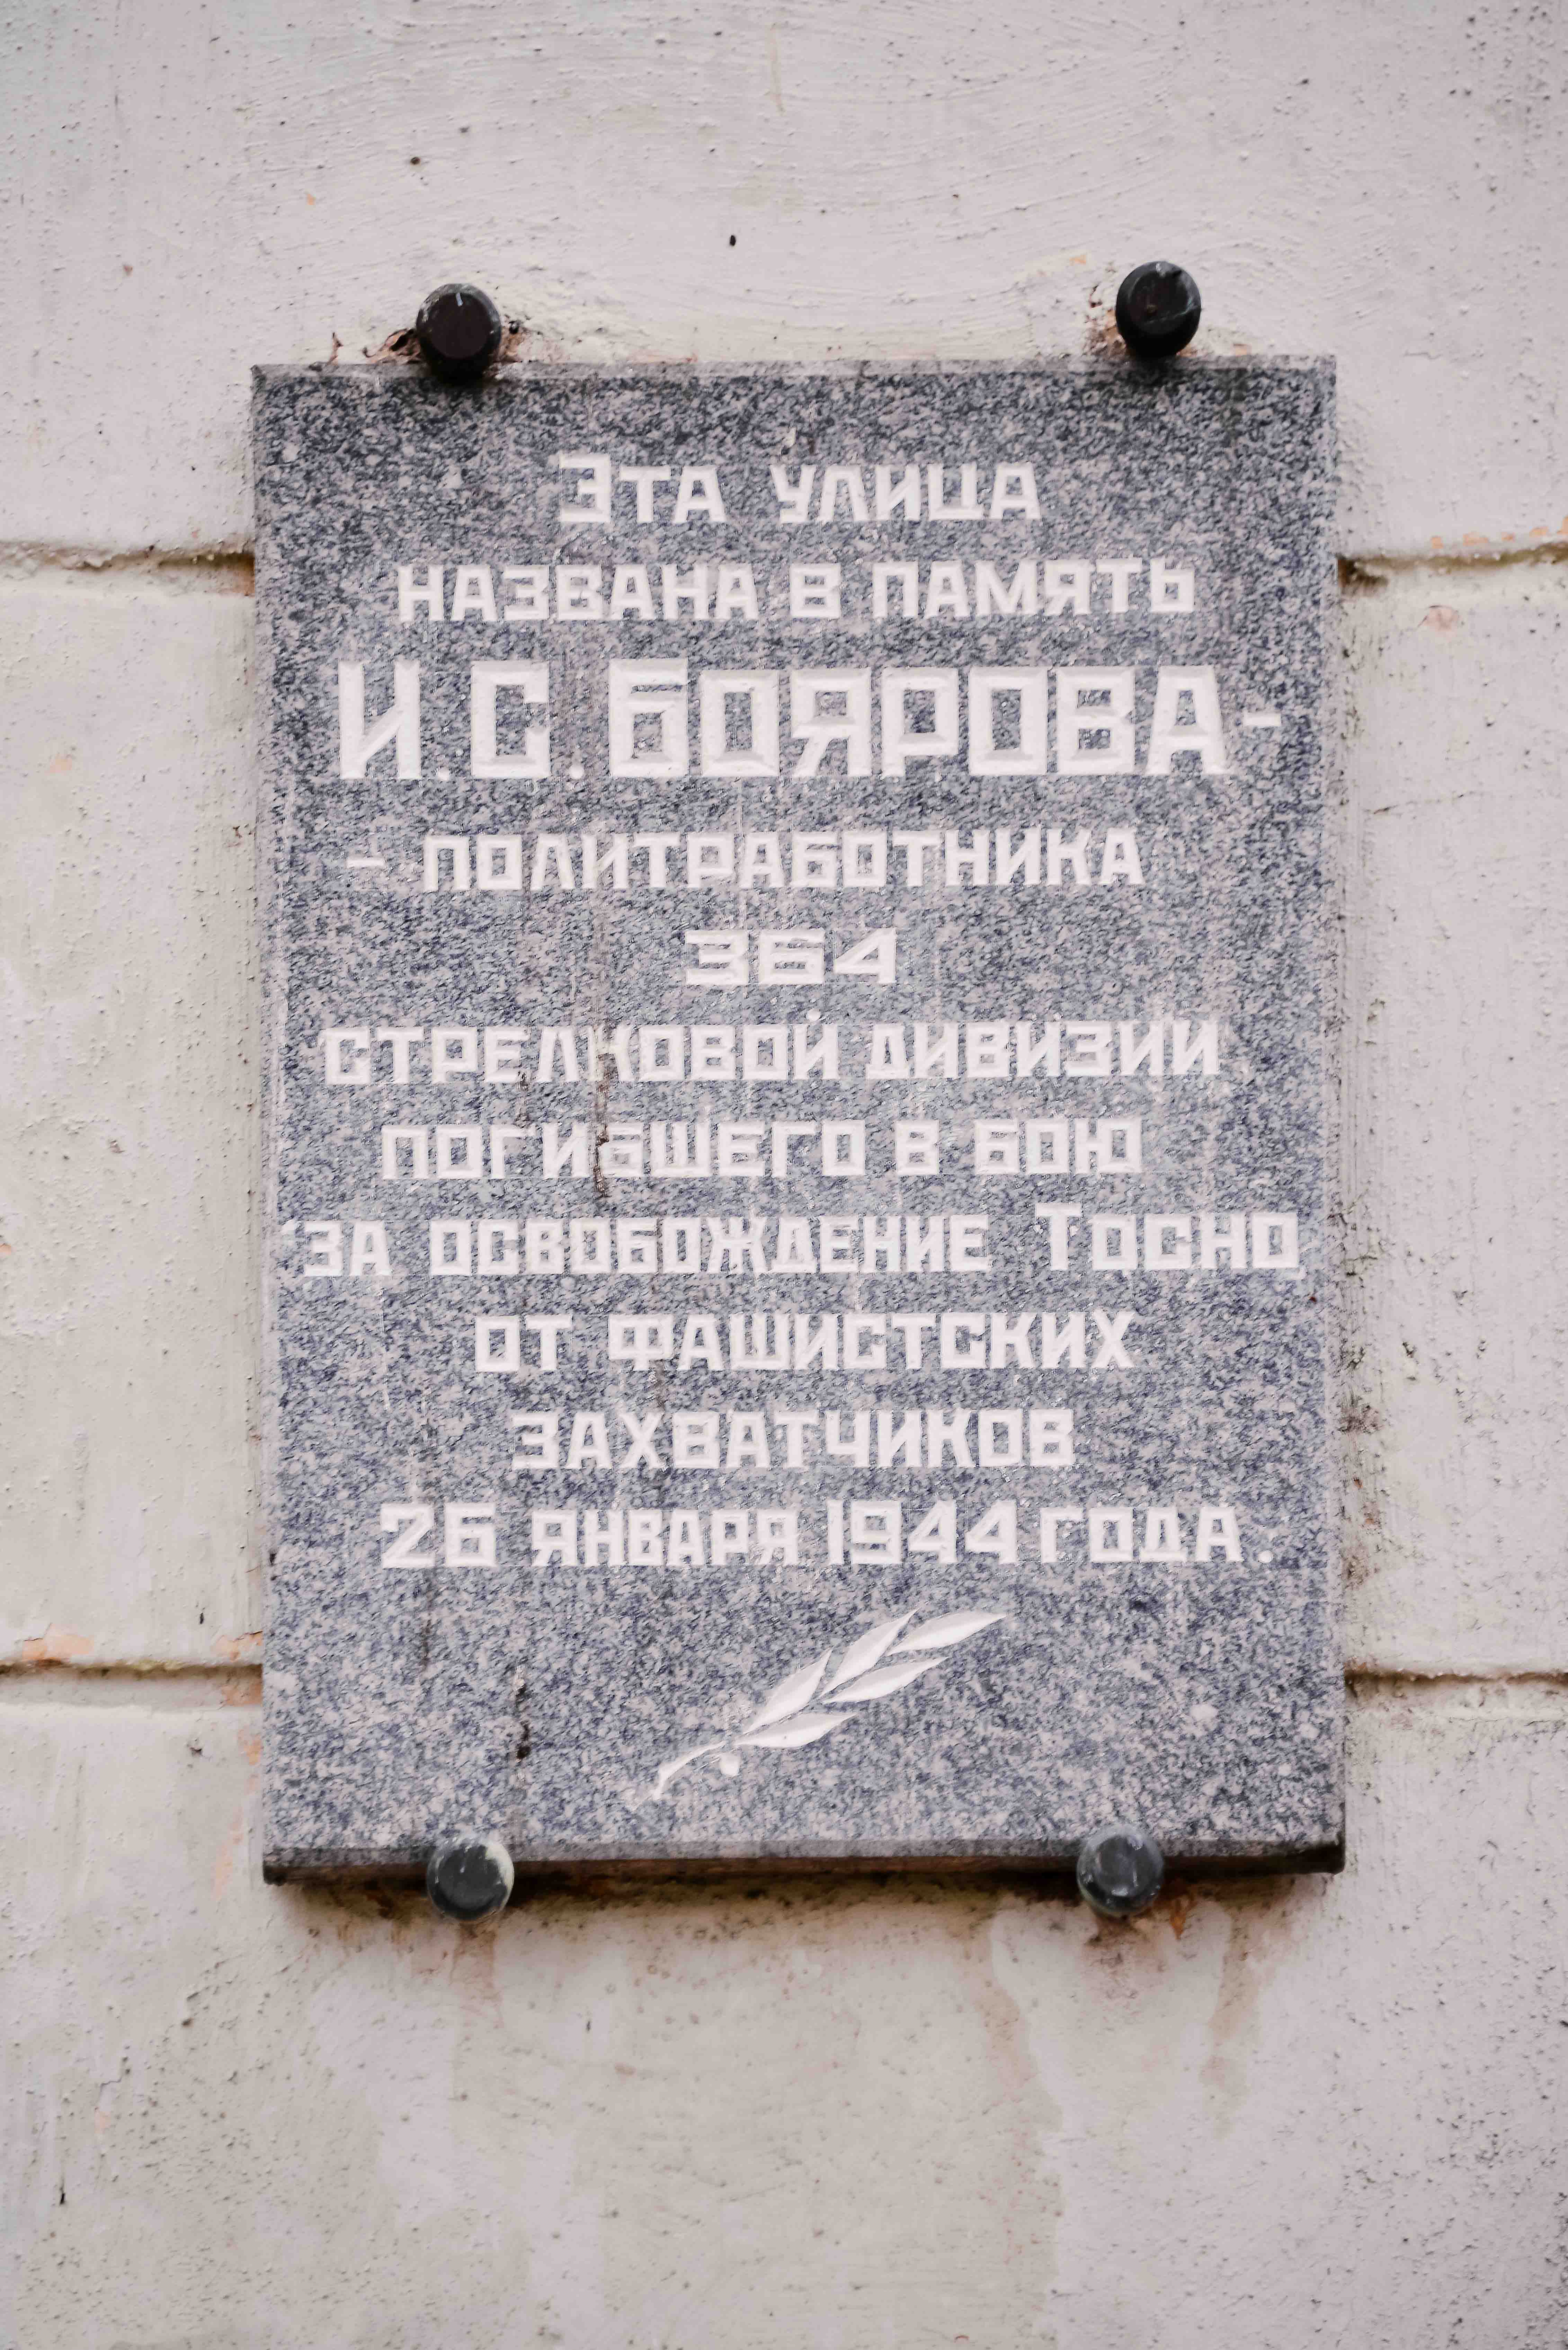 Эта улица
названа в память
И.С.Боярова-
- политработника
364
стрелковой дивизии
погибшего в бою
за освобождение Тосно
от фашистских
захватчиков
26 января 1944 года.